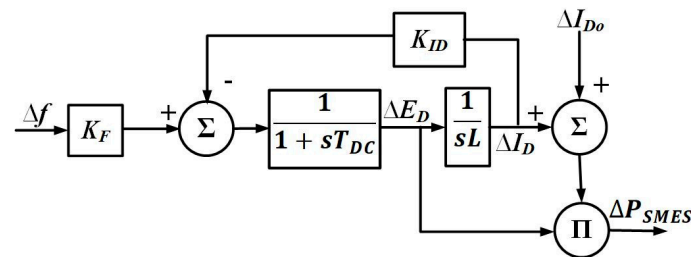 K_ID
ΔI_Do
-
+
Δf
K_F
+
Σ
1
1 + sT_DC
ΔE_D
1
sL
+
ΔI_D
Σ
Π
ΔP_SMES